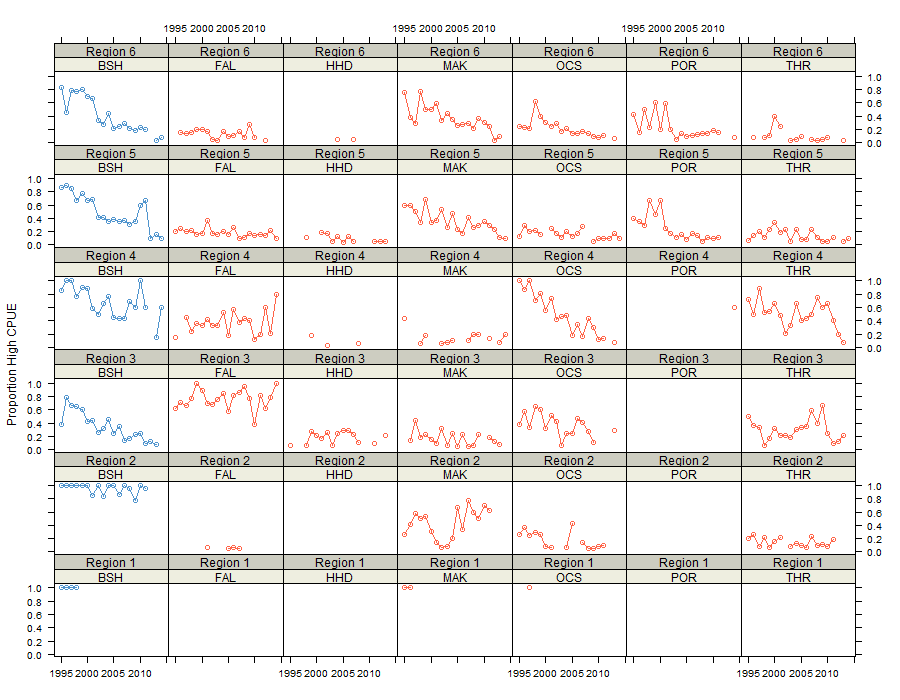 1995 2000 2005 2010 1995 2000 2005 2010 1995 2000 2005 2010
Region 6 Region 6 Region 6 Region 6 Region 6 Region 6 Region 6
BSH FAL HHD MAK OCS POR THR
1.0
0.8
0.6
0.4
0.2
0.0
Region 5 Region 5 Region 5 Region 5 Region 5 Region 5 Region 5
BSH FAL HHD MAK OCS POR THR
1.0
0.8
0.6
0.4
0.2
0.0
Region 4 Region 4 Region 4 Region 4 Region 4 Region 4 Region 4
BSH FAL HHD MAK OCS POR THR
1.0
0.8
0.6
0.4
0.2
0.0
Proportion High CPUE
Region 3 Region 3 Region 3 Region 3 Region 3 Region 3 Region 3
BSH FAL HHD MAK OCS POR THR
1.0
0.8
0.6
0.4
0.2
0.0
Region 2 Region 2 Region 2 Region 2 Region 2 Region 2 Region 2
BSH FAL HHD MAK OCS POR THR
1.0
0.8
0.6
0.4
0.2
0.0
Region 1 Region 1 Region 1 Region 1 Region 1 Region 1 Region 1
BSH FAL HHD MAK OCS POR THR
1.0
0.8
0.6
0.4
0.2
0.0
1995 2000 2005 2010 1995 2000 2005 2010 1995 2000 2005 2010 1995 2000 2005 2010